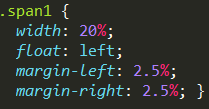 .span1 {
width: 20%;
float: left;
margin-left: 2.5%;
margin-right: 2.5%; }